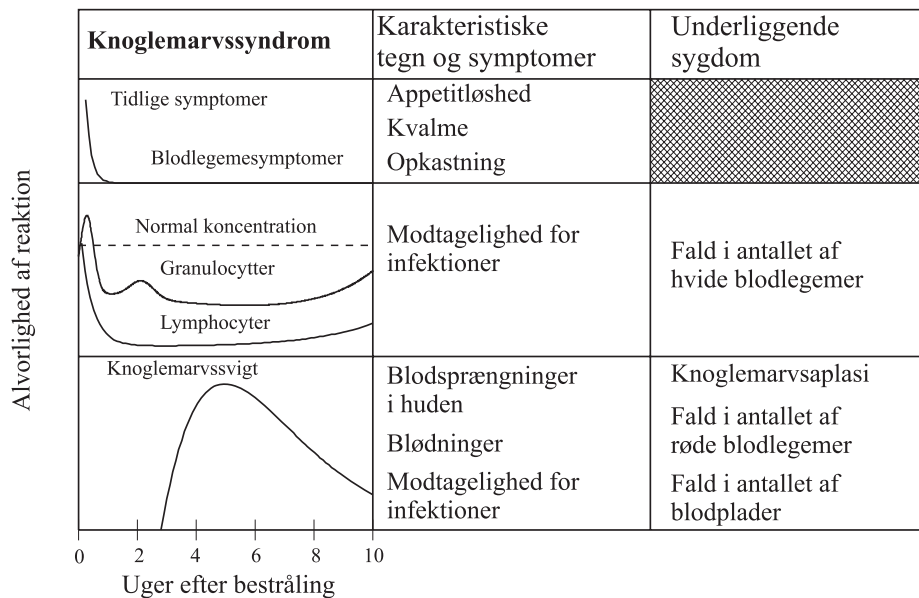 Knoglemarvssyndrom
Karakteristiske
tegn og symptomer
Underliggende
sygdom
Alvorlighed af reaktion
Tidlige symptomer
Blodlegemesymptomer
Appetitløshed
Kvalme
Opkastning
Normal koncentration
Granulocytter
Lymphocyter
Modtagelighed for
infektioner
Fald i antallet af
hvide blodlegemer
Knoglemarvssvigt
Blodsprængninger
i huden
Blødninger
Modtagelighed for
infektioner
Knoglemarvsaplasi
Fald i antallet af
røde blodlegemer
Fald i antallet af
blodplader
0 2 4 6 8 10
Uger efter bestråling